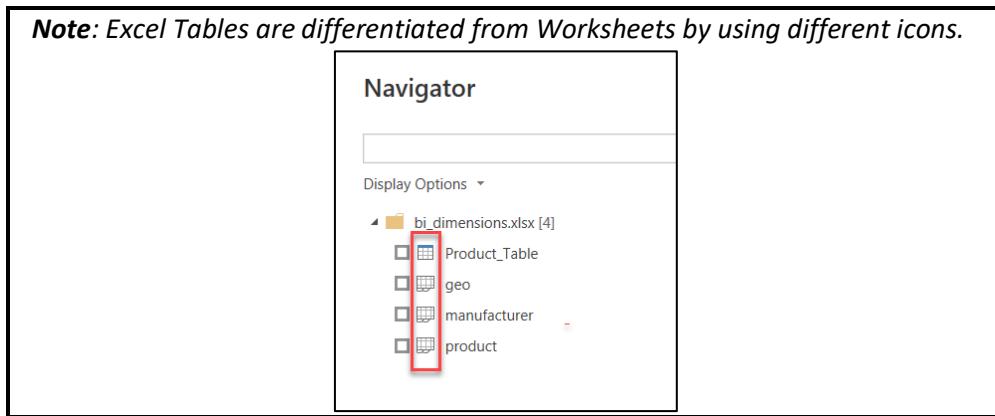 Note: Excel Tables are differentiated from Worksheets by using different icons.
Navigator
Display Options
bi_dimensions.xlsx [4]
Product_Table
geo
manufacturer
product